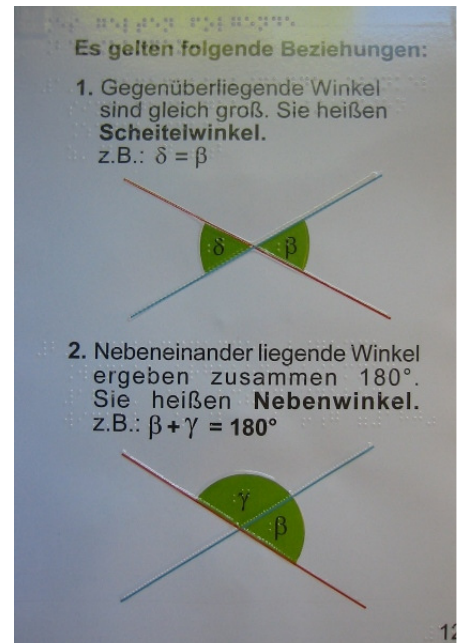 Es gelten folgende Beziehungen:
1. Gegenüberliegende Winkel
sind gleich groß. Sie heißen
Scheitelwinkel.
z.B.: δ = β
δ
β
2. Nebeneinander liegende Winkel
ergeben zusammen 180°.
Sie heißen Nebenwinkel.
z.B.: β + γ = 180°
γ
β